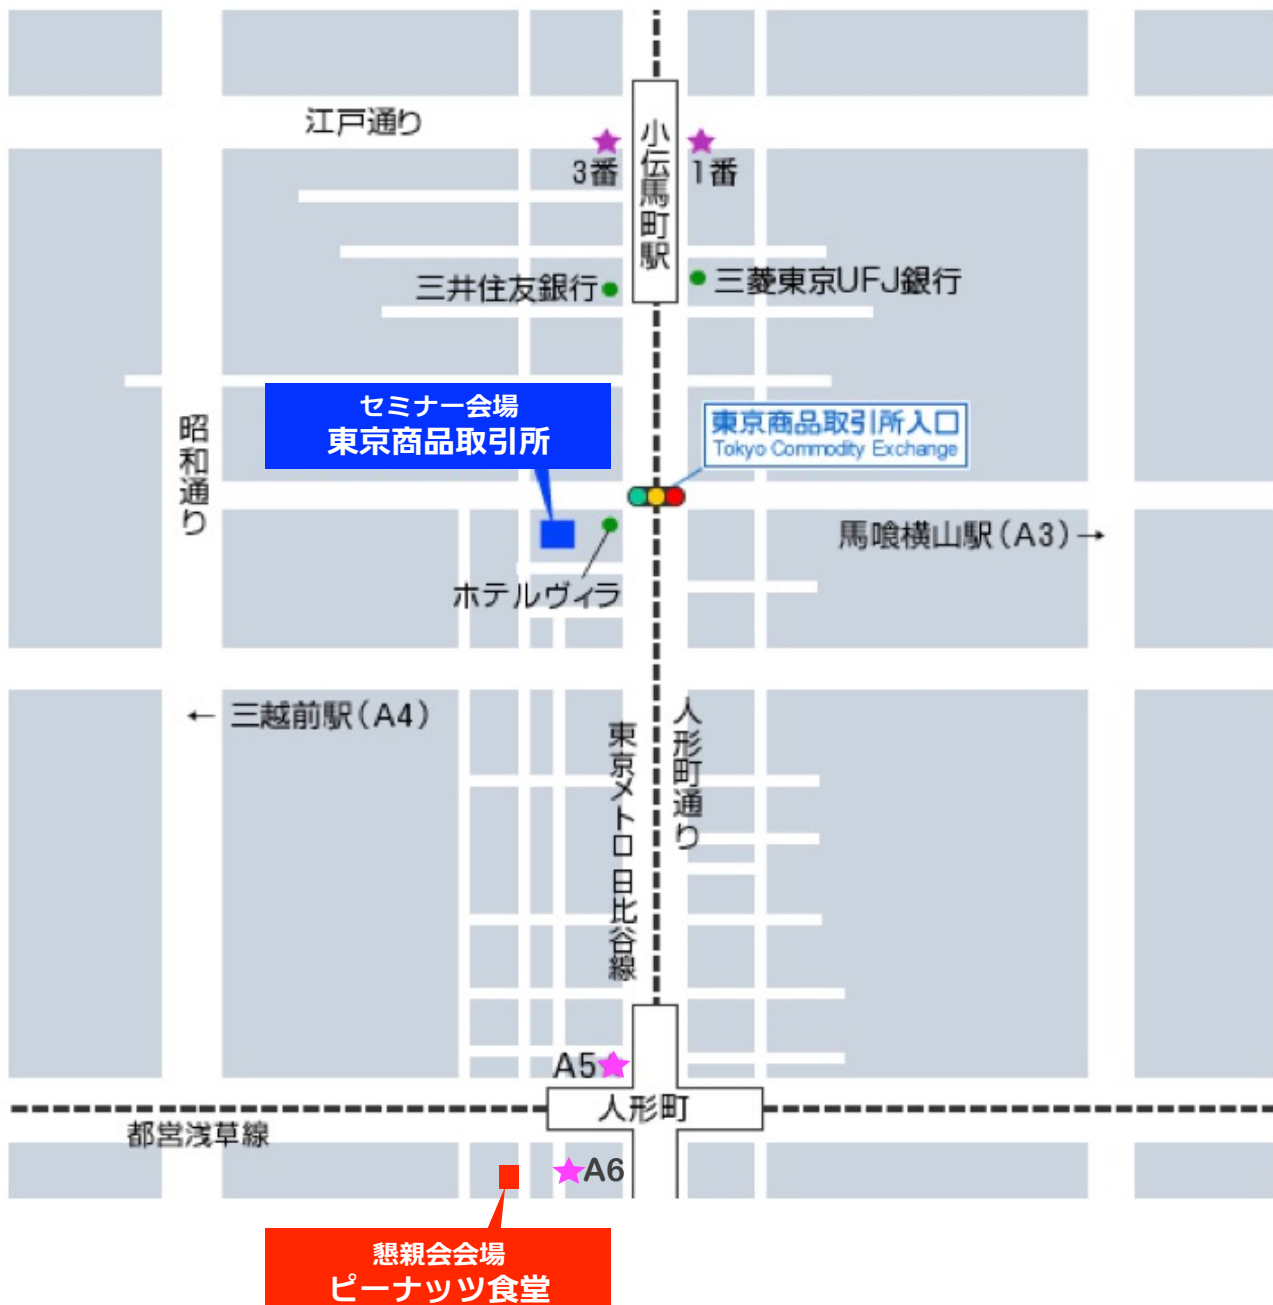 江戸通り
3番
小伝馬町駅
1番
三井住友銀行
三菱東京UFJ銀行
セミナー会場
東京商品取引所
東京商品取引所入口
Tokyo Commodity Exchange
昭和通り
馬喰横山駅(A3)→
ホテルヴィラ
← 三越前駅(A4)
人形町通り
東京メトロ日比谷線
A5
人形町
都営浅草線
A6
懇親会会場
ピーナッツ食堂